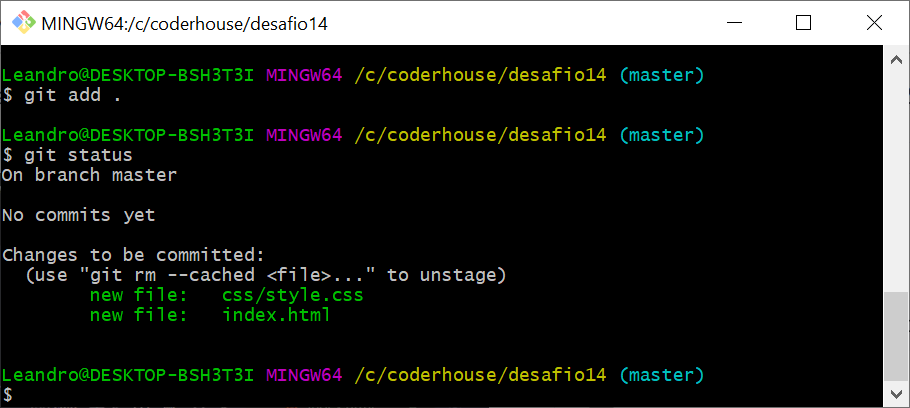 MINGW64:/c/coderhouse/desafio14
Leandro@DESKTOP-BSH3T3I MINGW64 /c/coderhouse/desafio14 (master)
$ git add .
Leandro@DESKTOP-BSH3T3I MINGW64 /c/coderhouse/desafio14 (master)
$ git status
On branch master
No commits yet
Changes to be committed:
  (use "git rm --cached <file>..." to unstage)
        new file:   css/style.css
        new file:   index.html
Leandro@DESKTOP-BSH3T3I MINGW64 /c/coderhouse/desafio14 (master)
$